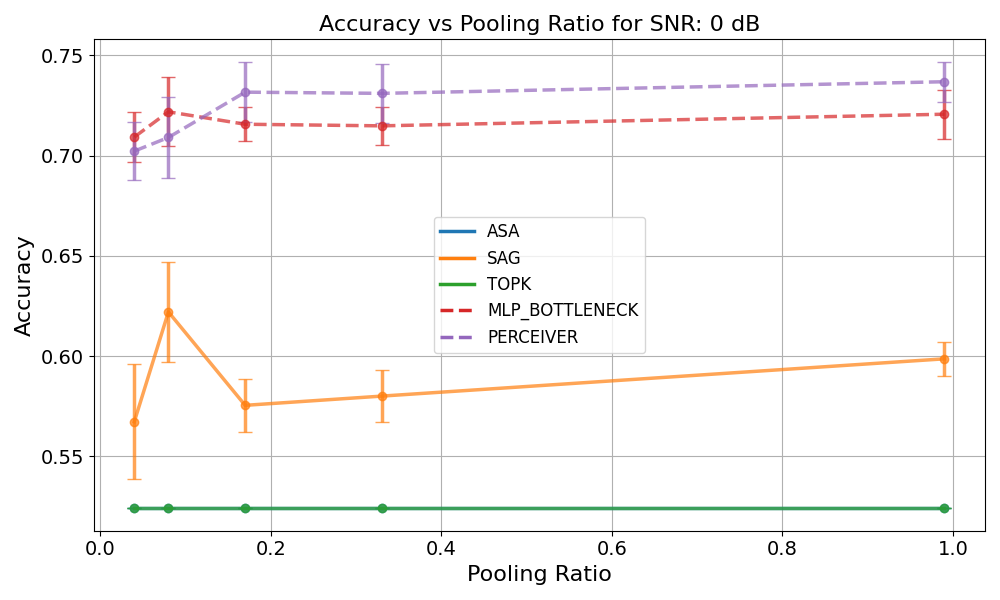 Accuracy vs Pooling Ratio for SNR: 0 dB
Accuracy
0.75
0.70
0.65
0.60
0.55
ASA
SAG
TOPK
MLP_BOTTLENECK
PERCEIVER
0.0 0.2 0.4 0.6 0.8 1.0
Pooling Ratio